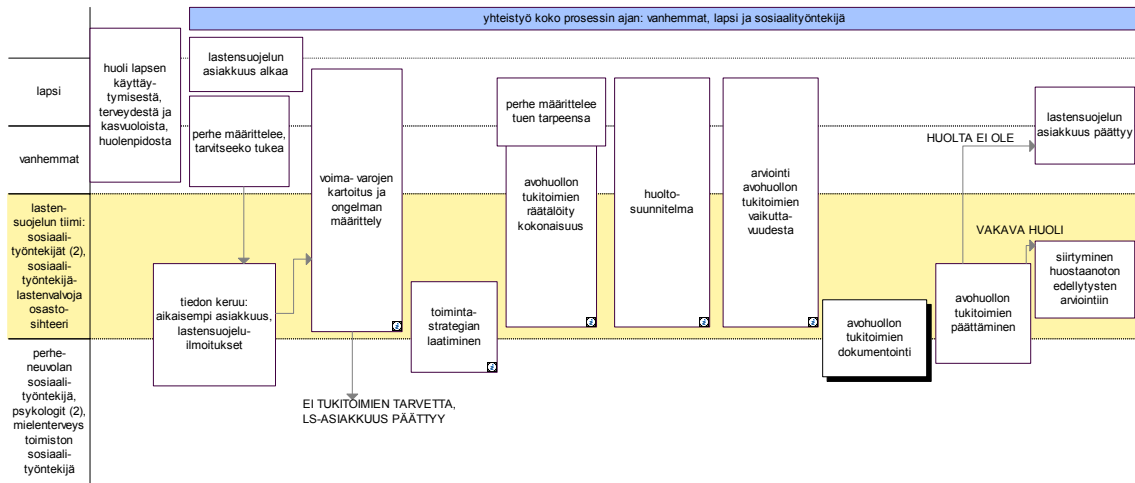 yhteistyö koko prosessin ajan: vanhemmat, lapsi ja sosiaalityöntekijä
lapsi
vanhemmat
lasten-
suojelun tiimi:
sosiaali-
työntekijät (2),
sosiaali-
työntekijä-
lastenvalvoja
osasto-
sihteeri
perhe-
neuvolan
sosiaali-
työntekijä,
psykologit (2),
mielenterveys
toimiston
sosiaali-
työntekijä
huoli lapsen
käyttäy-
tymisestä,
terveydestä ja
kasvuoloista,
huolenpidosta
lastensuojelun
asiakkuus alkaa
perhe määrittelee,
tarvitseeko tukea
tiedon keruu:
aikaisempi asiakkuus,
lastensuojelu-
ilmoitukset
voima- varojen
kartoitus ja
ongelman
määrittely
EI TUKITOIMIEN TARVETTA,
LS-ASIAKKUUS PÄÄTTYY
toiminta-
strategian
laatiminen
perhe määrittelee
tuen tarpeensa
avohuollon
tukitoimien
räätälöity
kokonaisuus
huolto-
suunnitelma
arviointi
avohuollon
tukitoimien
vaikutta-
vuudesta
avohuollon
tukitoimien
dokumentointi
avohuollon
tukitoimien
päättäminen
HUOLTA EI OLE
lastensuojelun
asiakkuus päättyy
VAKAVA HUOLI
siirtyminen
huostaanoton
edellytysten
arviointiin